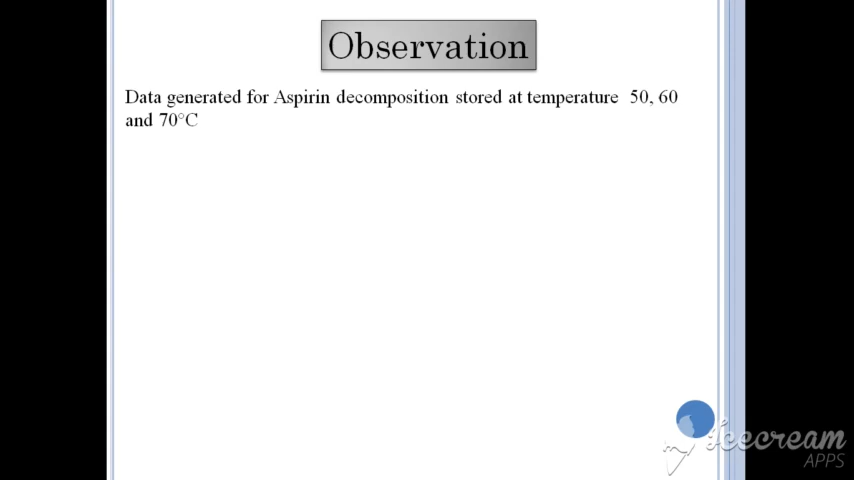 Observation
Data generated for Aspirin decomposition stored at temperature 50, 60
and 70°C
Icecream
APPS